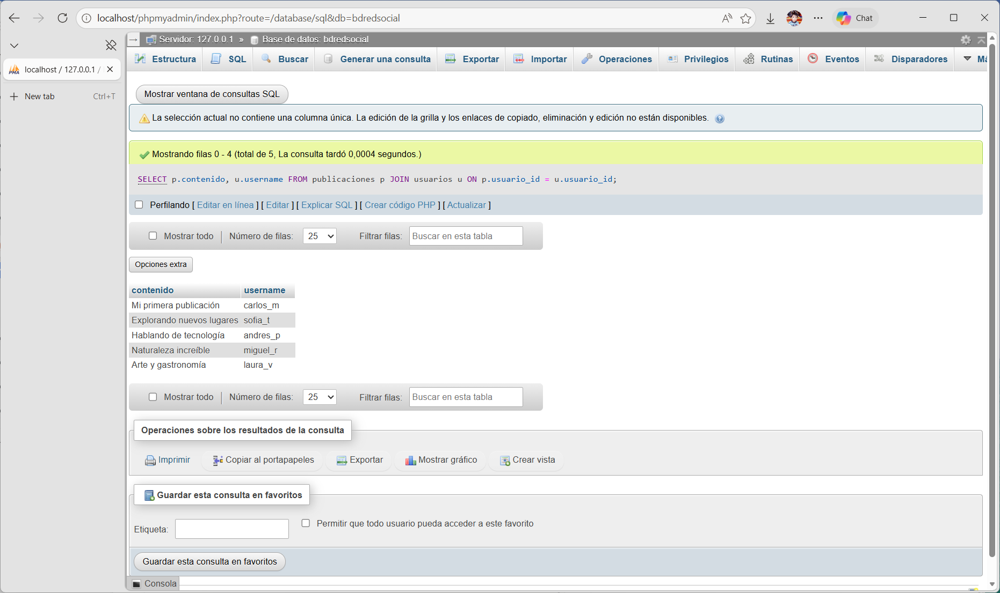 localhost/phpmyadmin/index.php?route=/database/sql&db=bdredsocial
Chat
localhost / 127.0.0.1 /
New tab Ctrl+T
Servidor: 127.0.0.1 » Base de datos: bdredsocial
Estructura SQL Buscar Generar una consulta Exportar Importar Operaciones Privilegios Rutinas Eventos Disparadores Má
Mostrar ventana de consultas SQL
La selección actual no contiene una columna única. La edición de la grilla y los enlaces de copiado, eliminación y edición no están disponibles.
Mostrando filas 0 - 4 (total de 5, La consulta tardó 0,0004 segundos.)
SELECT p.contenido, u.username FROM publicaciones p JOIN usuarios u ON p.usuario_id = u.usuario_id;
Perfilando [ Editar en línea ] [ Editar ] [ Explicar SQL ] [ Crear código PHP ] [ Actualizar ]
Mostrar todo | Número de filas: 25 Filtrar filas: Buscar en esta tabla
Opciones extra
contenido username
Mi primera publicación carlos_m
Explorando nuevos lugares sofia_t
Hablando de tecnología andres_p
Naturaleza increíble miguel_r
Arte y gastronomía laura_v
Mostrar todo | Número de filas: 25 Filtrar filas: Buscar en esta tabla
Operaciones sobre los resultados de la consulta
Imprimir Copiar al portapapeles Exportar Mostrar gráfico Crear vista
Guardar esta consulta en favoritos
Etiqueta: Permitir que todo usuario pueda acceder a este favorito
Guardar esta consulta en favoritos
Consola